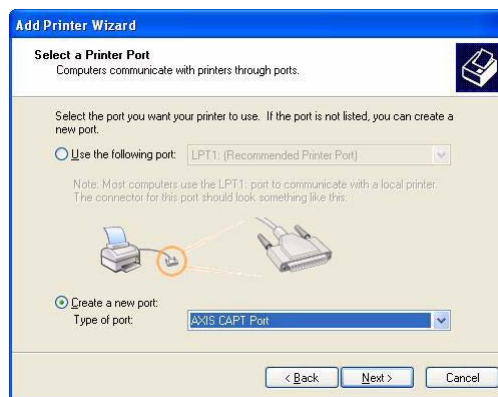 Add Printer Wizard
Select a Printer Port
Computers communicate with printers through ports.
Select the port you want your printer to use. If the port is not listed, you can create a
new port.
Use the following port:
LPT1: (Recommended Printer Port)
Note: Most computers use the LPT1: port to communicate with a local printer.
The connector for this port should look something like this:
Create a new port:
Type of port:
AXIS CAPT Port
< Back
Next >
Cancel